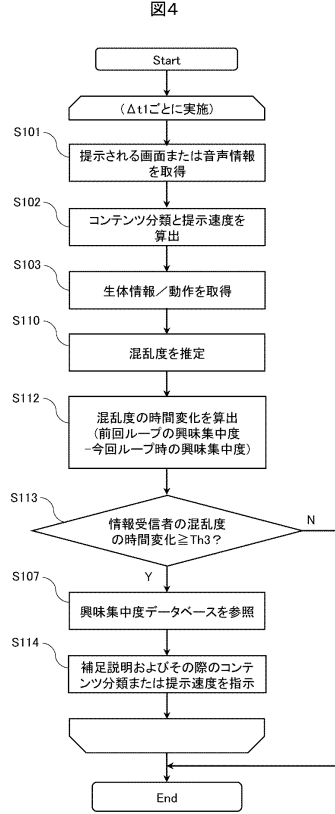 図4
Start
(Δt1ごとに実施)
S101
提示される画面または音声情報
を取得
S102
コンテンツ分類と提示速度を
算出
S103
生体情報／動作を取得
S110
混乱度を推定
S112
混乱度の時間変化を算出
(前回ループの興味集中度
-今回ループ時の興味集中度)
S113
情報受信者の混乱度
の時間変化≧Th3？
N
Y
S107
興味集中度データベースを参照
S114
補足説明およびその際のコンテ
ンツ分類または提示速度を指示
End